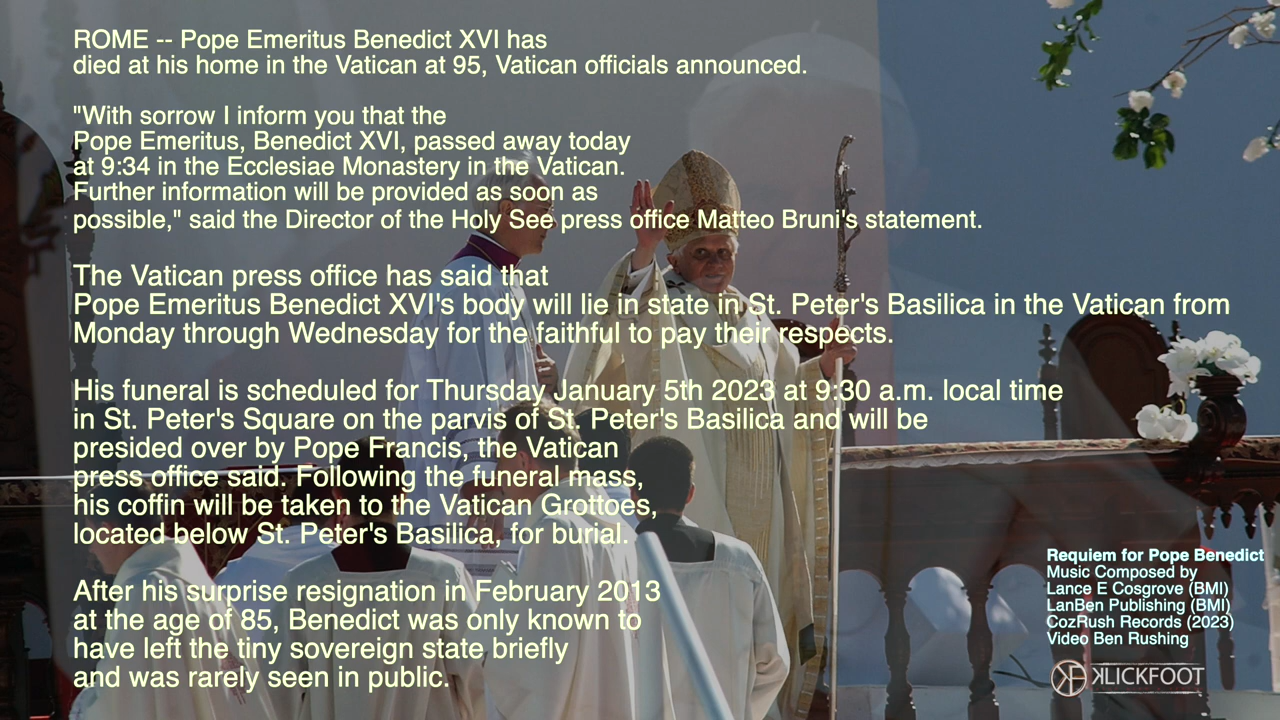 ROME -- Pope Emeritus Benedict XVI has
died at his home in the Vatican at 95, Vatican officials announced.
"With sorrow I inform you that the
Pope Emeritus, Benedict XVI, passed away today
at 9:34 in the Ecclesiae Monastery in the Vatican.
Further information will be provided as soon as
possible," said the Director of the Holy See press office Matteo Bruni's statement.
The Vatican press office has said that
Pope Emeritus Benedict XVI's body will lie in state in St. Peter's Basilica in the Vatican from
Monday through Wednesday for the faithful to pay their respects.
His funeral is scheduled for Thursday January 5th 2023 at 9:30 a.m. local time
in St. Peter's Square on the parvis of St. Peter's Basilica and will be
presided over by Pope Francis, the Vatican
press office said. Following the funeral mass,
his coffin will be taken to the Vatican Grottoes,
located below St. Peter's Basilica, for burial.
After his surprise resignation in February 2013
at the age of 85, Benedict was only known to
have left the tiny sovereign state briefly
and was rarely seen in public.
Requiem for Pope Benedict
Music Composed by
Lance E Cosgrove (BMI)
LanBen Publishing (BMI)
CozRush Records (2023)
Video Ben Rushing
KLICKFOOT